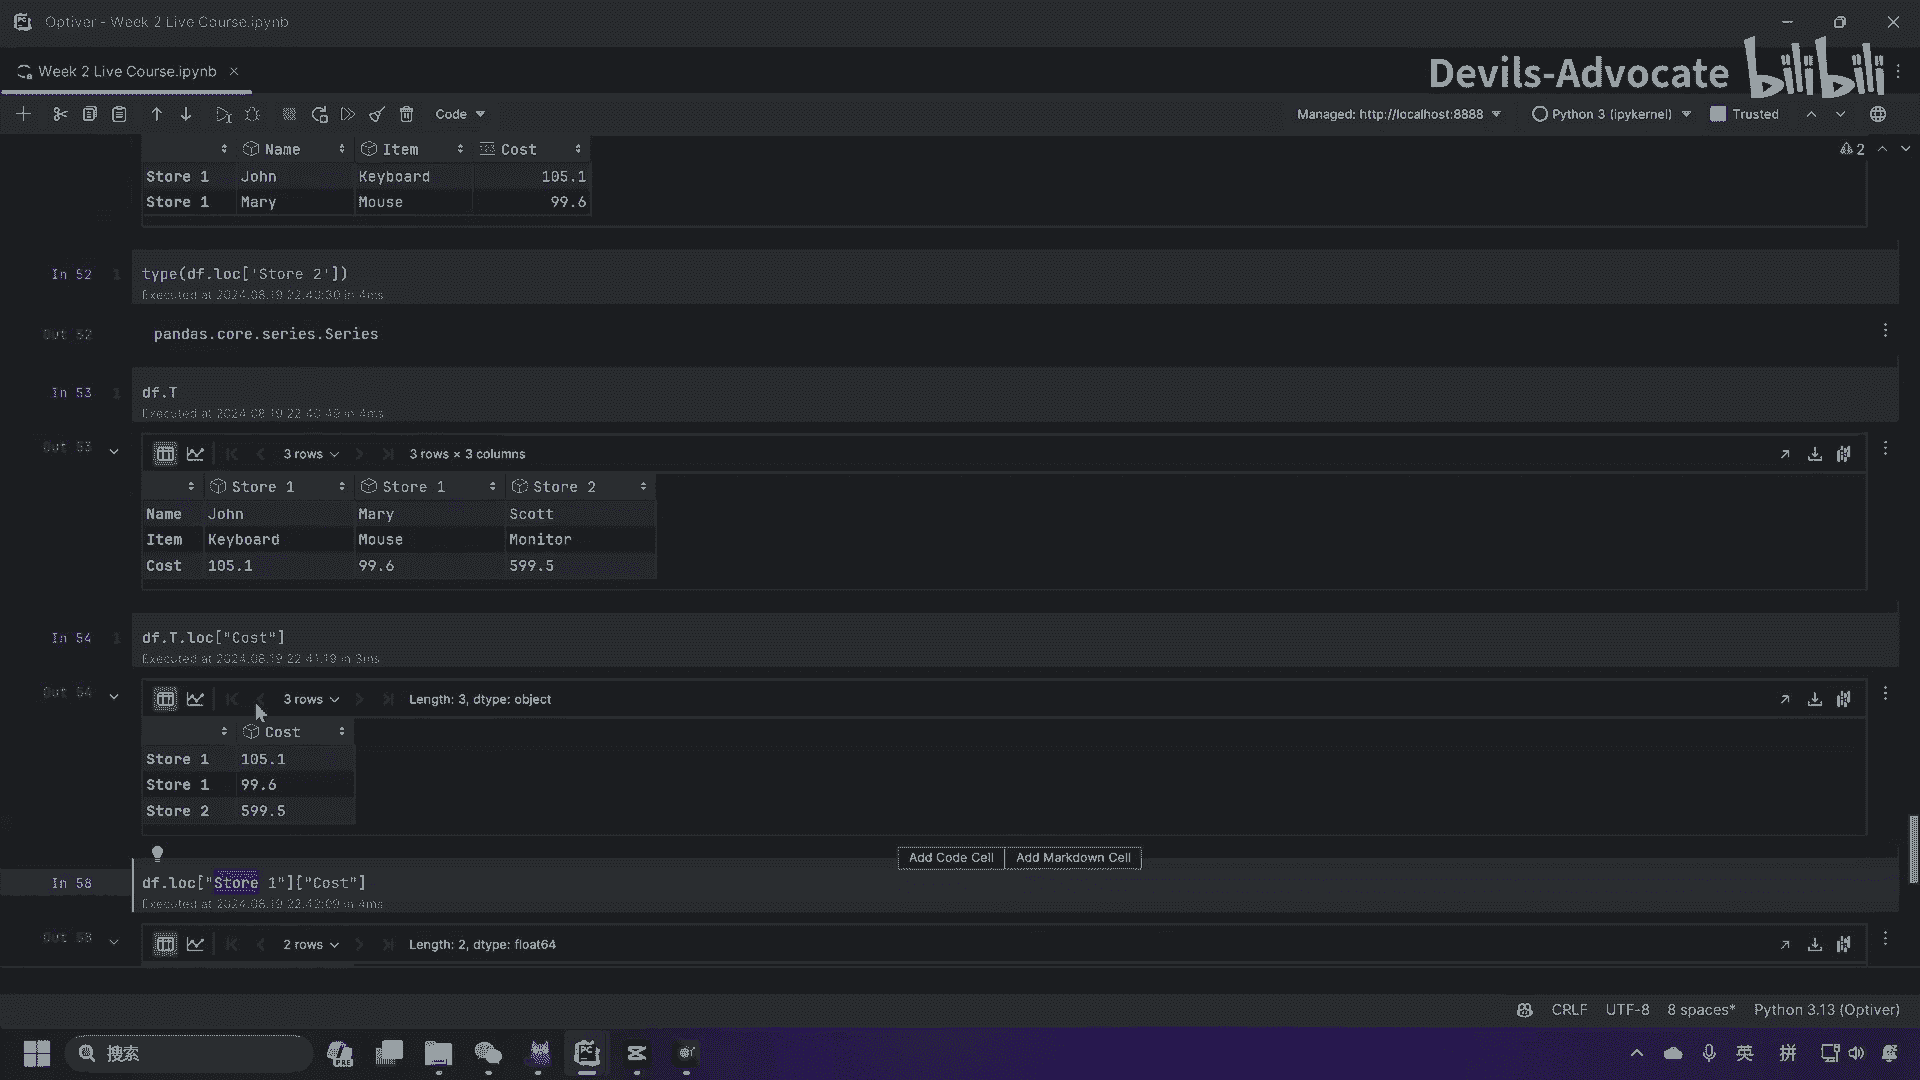 Optiver - Week 2 Live Course.ipynb
Week 2 Live Course.ipynb
Devils-Advocate bilibili
Code
Managed: http://localhost:8888
Python 3 (ipykernel)
Trusted
Name Item Cost
2
Store 1 John Keyboard 105.1
Store 1 Mary Mouse 99.6
In 52 1 type(df.loc['Store 2'])
Executed at 2024.08.19 22:40:30 in 4ms
Out 52 pandas.core.series.Series
In 53 1 df.T
Executed at 2024.08.19 22:40:49 in 4ms
Out 53 3 rows 3 rows × 3 columns
Store 1 Store 1 Store 2
Name John Mary Scott
Item Keyboard Mouse Monitor
Cost 105.1 99.6 599.5
In 54 1 df.T.loc["Cost"]
Executed at 2024.08.19 22:41:19 in 3ms
Out 54 3 rows Length: 3, dtype: object
Cost
Store 1 105.1
Store 1 99.6
Store 2 599.5
Add Code Cell Add Markdown Cell
In 58 df.loc["Store 1"]["Cost"]
Executed at 2024.08.19 22:42:09 in 4ms
Out 58 2 rows Length: 2, dtype: float64
CRLF UTF-8 8 spaces* Python 3.13 (Optiver)
搜索
英 拼